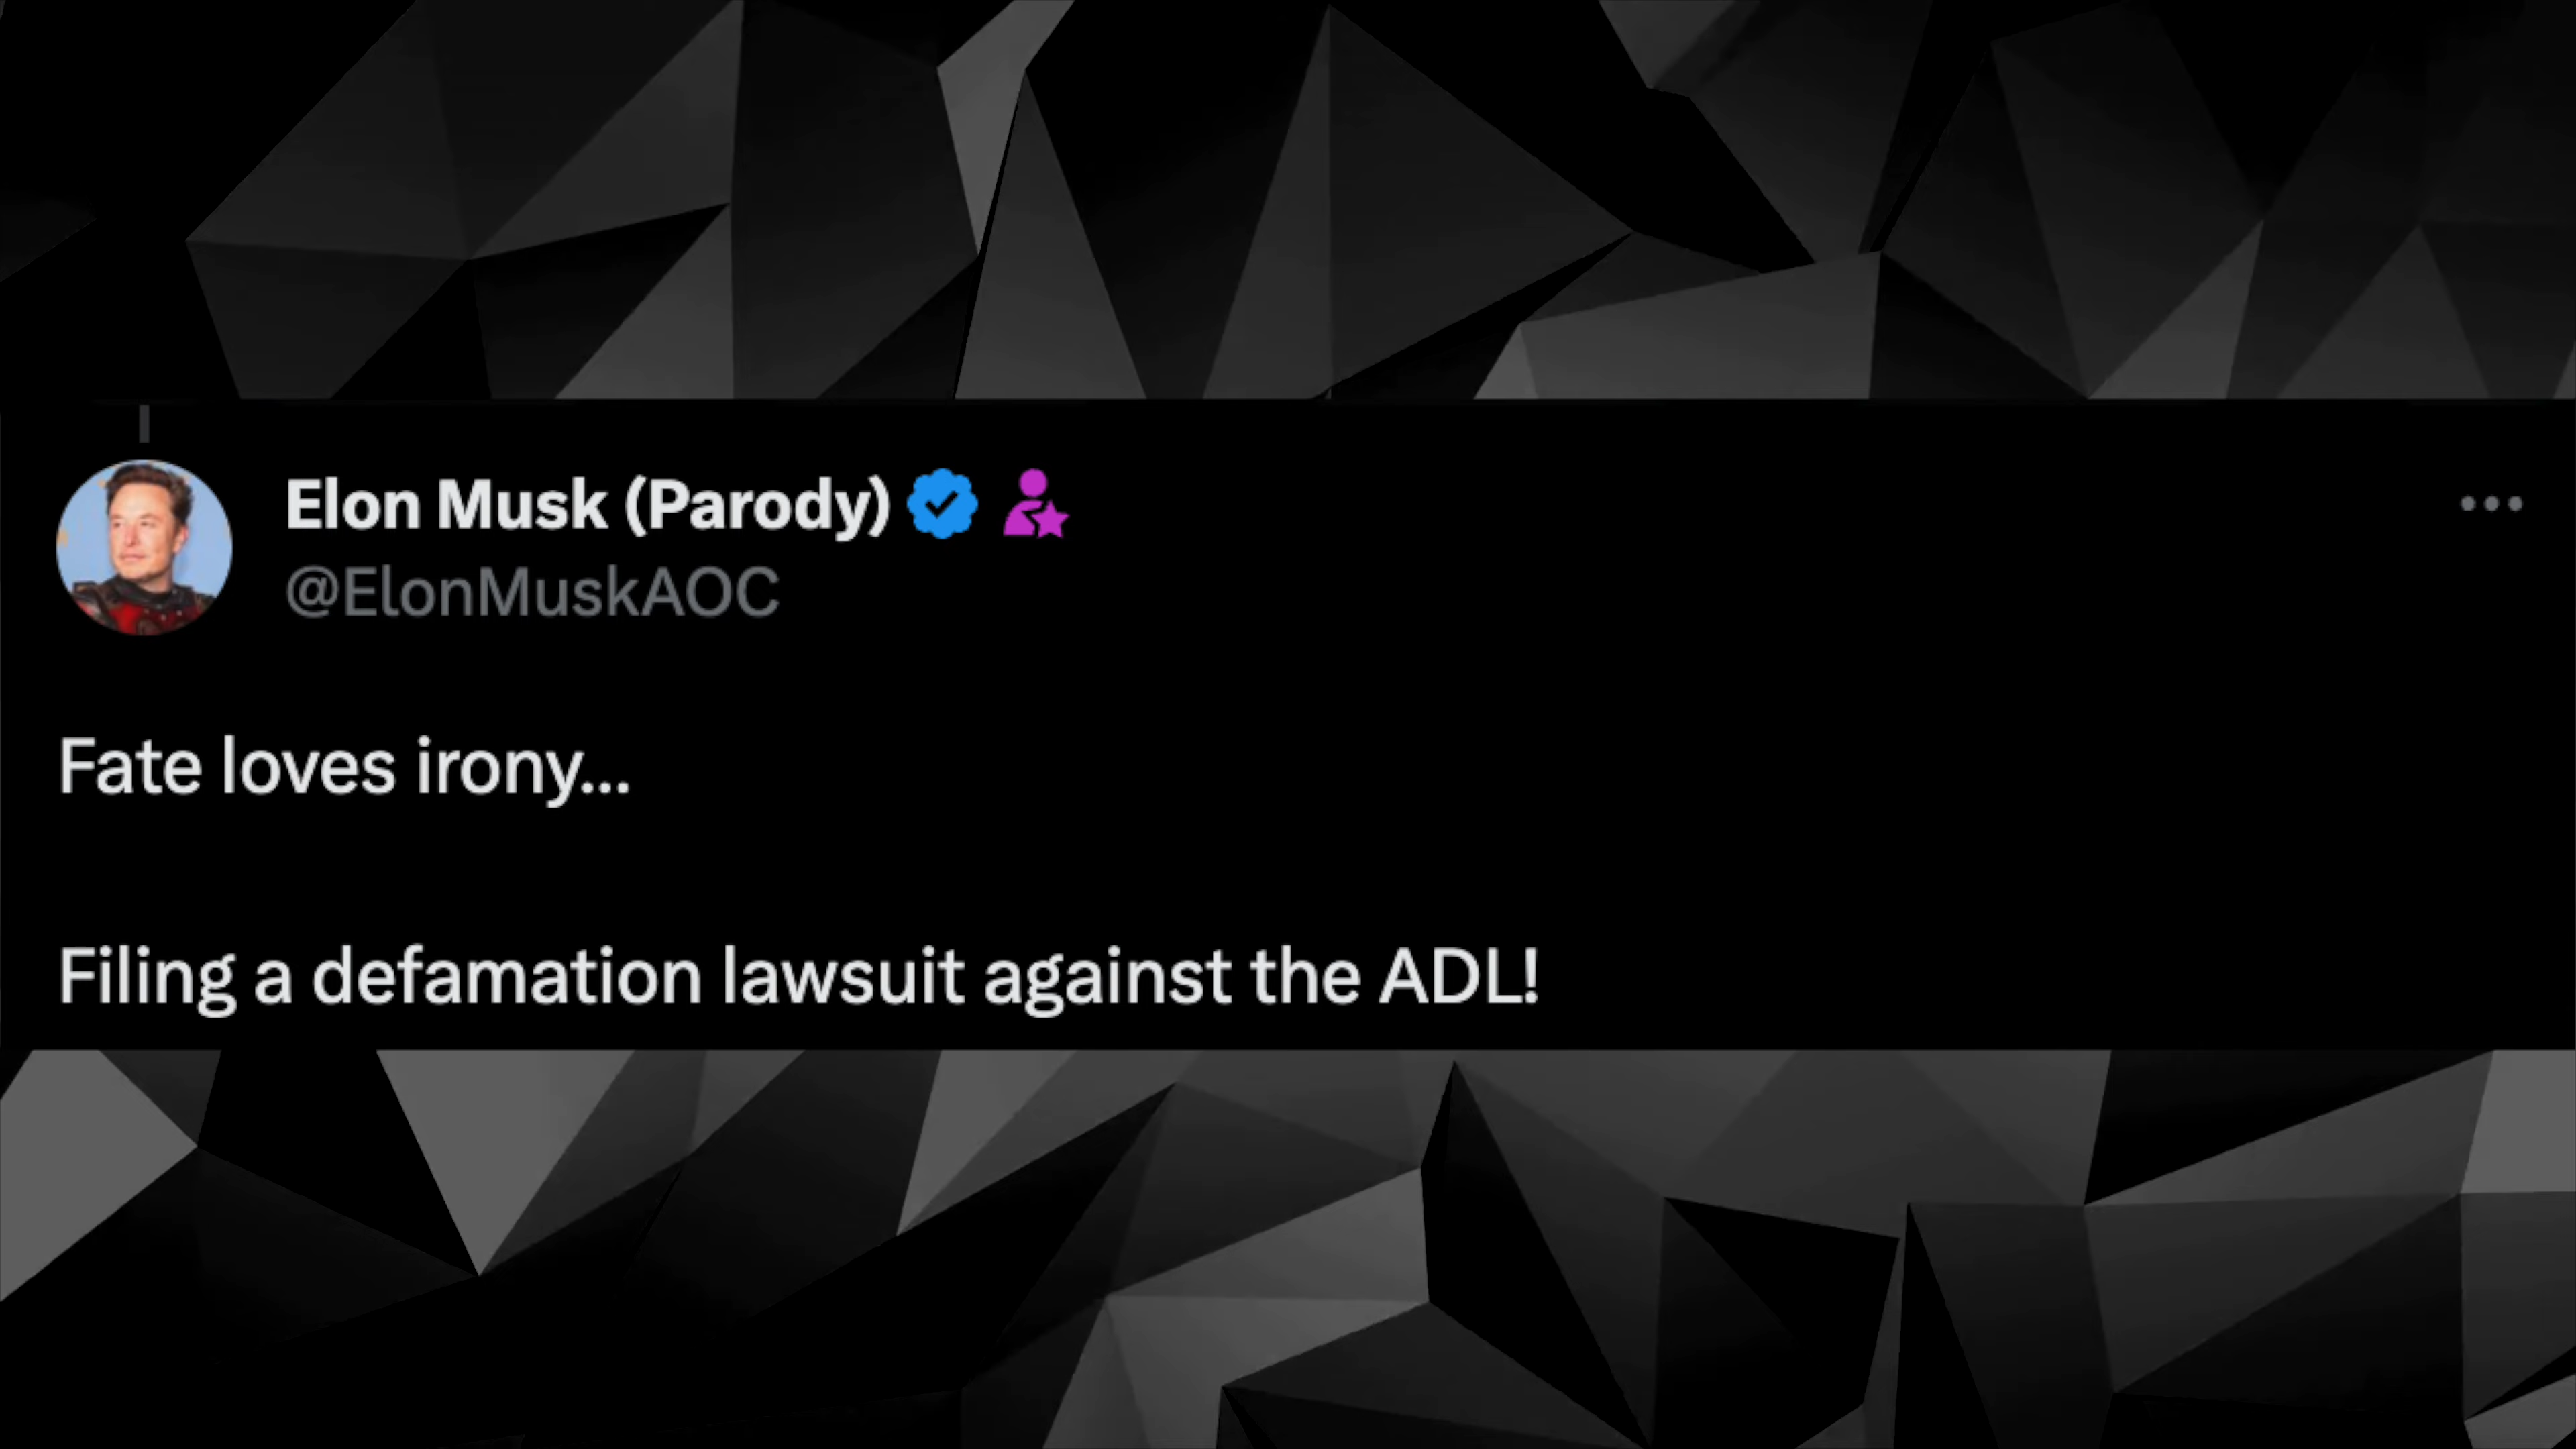 Elon Musk (Parody)
@ElonMuskAOC
Fate loves irony...
Filing a defamation lawsuit against the ADL!